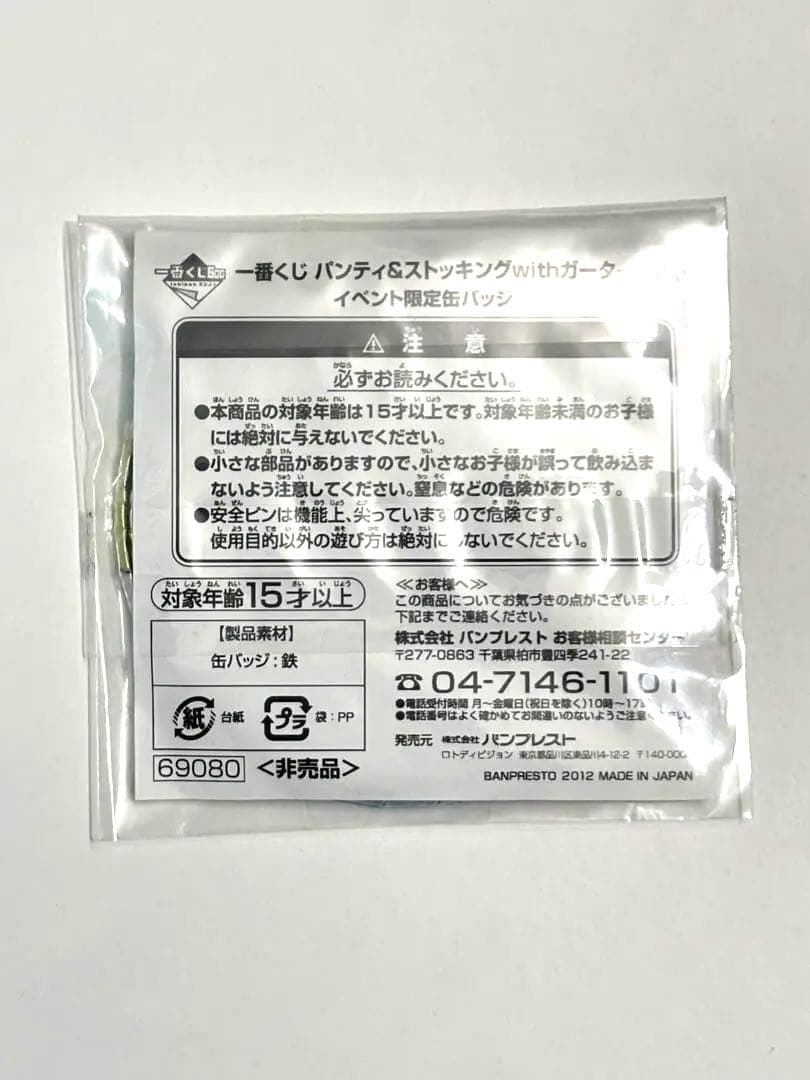 一番くじ
ICHIBAN KUJI
一番くじ パンティ&ストッキングwithガーター
イベント限定缶バッジ
⚠ 注意
必ずお読みください。
●本商品の対象年齢は15才以上です。対象年齢未満のお子様
には絶対に与えないでください。
●小さな部品がありますので、小さなお子様が誤って飲み込ま
ないよう注意してください。窒息などの危険があります。
●安全ピンは機能上、尖っていますので危険です。
使用目的以外の遊び方は絶対にしないでください。
対象年齢15才以上
【製品素材】
缶バッジ:鉄
紙 台紙
プラ 袋:PP
69080 <非売品>
≪お客様へ≫
この商品についてお気づきの点がございましたら
下記までご連絡ください。
株式会社 バンプレスト お客様相談センター
〒277-0863 千葉県柏市豊四季241-22
☎ 04-7146-1101
●電話受付時間 月〜金曜日(祝日を除く)10時〜17
●電話番号はよく確かめてお間違いのないようご注意ください。
発売元 株式会社 バンプレスト
ロトディビジョン 東京都品川区東品川4-12-2 〒140-000
BANPRESTO 2012 MADE IN JAPAN